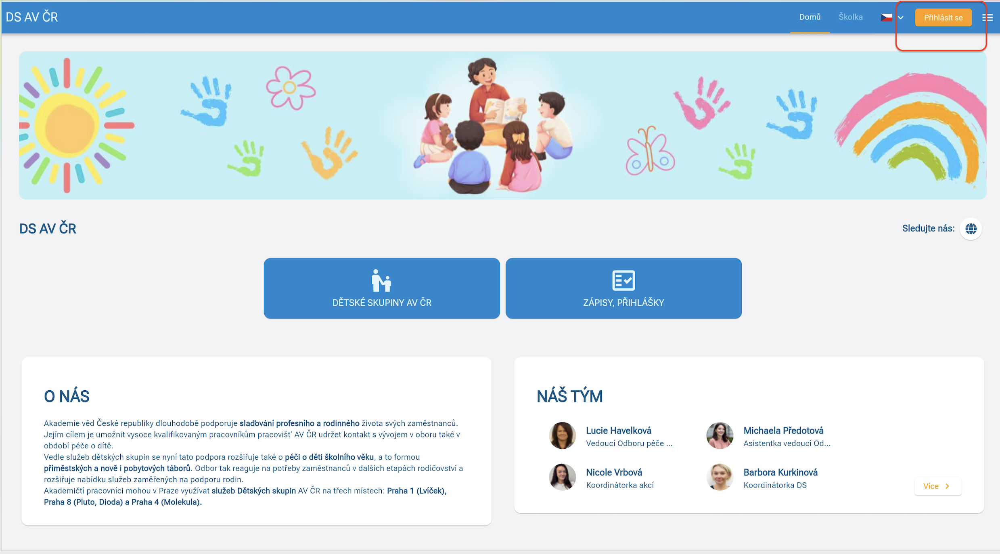 DS AV ČR
Domů
Školka
Přihlásit se
DS AV ČR
Sledujte nás:
DĚTSKÉ SKUPINY AV ČR
ZÁPISY, PŘIHLÁŠKY
O NÁS
Akademie věd České republiky dlouhodobě podporuje slaďování profesního a rodinného života svých zaměstnanců.
Jejím cílem je umožnit vysoce kvalifikovaným pracovníkům pracovišť AV ČR udržet kontakt s vývojem v oboru také v
období péče o dítě.
Vedle služeb dětských skupin se nyní tato podpora rozšiřuje také o péči o děti školního věku, a to formou
příměstských a nově i pobytových táborů. Odbor tak reaguje na potřeby zaměstnanců v dalších etapách rodičovství a
rozšiřuje nabídku služeb zaměřených na podporu rodin.
Akademičtí pracovníci mohou v Praze využívat služeb Dětských skupin AV ČR na třech místech: Praha 1 (Lvíček),
Praha 8 (Pluto, Dioda) a Praha 4 (Molekula).
NÁŠ TÝM
Lucie Havelková
Vedoucí Odboru péče ...
Michaela Předotová
Asistentka vedoucí Od...
Nicole Vrbová
Koordinátorka akcí
Barbora Kurkinová
Koordinátorka DS
Více